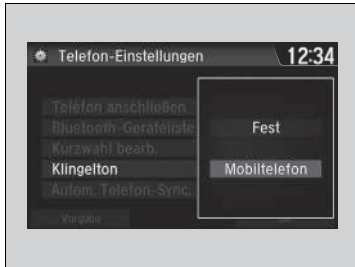 Telefon-Einstellungen 12:34
Telefon anschließen
Bluetooth-Geräteliste
Kurzwahl bearb.
Klingelton
Autom. Telefon-Sync.
Fest
Mobiltelefon
Vorgabe